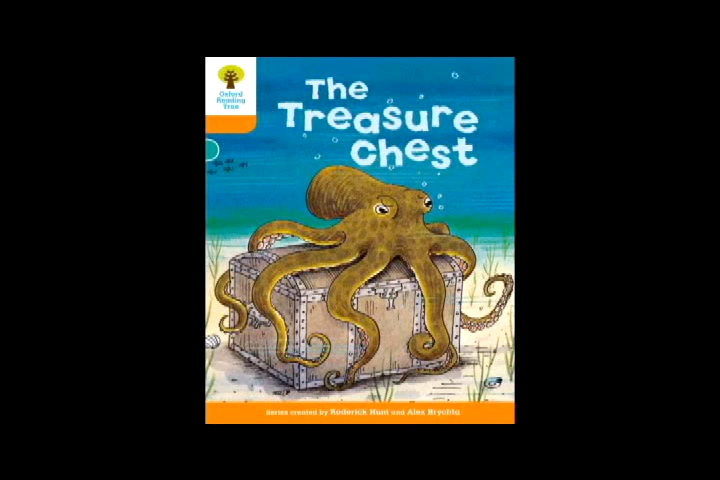 Oxford
Reading
Tree
The
Treasure
Chest
Series created by Roderick Hunt and Alex Brychta